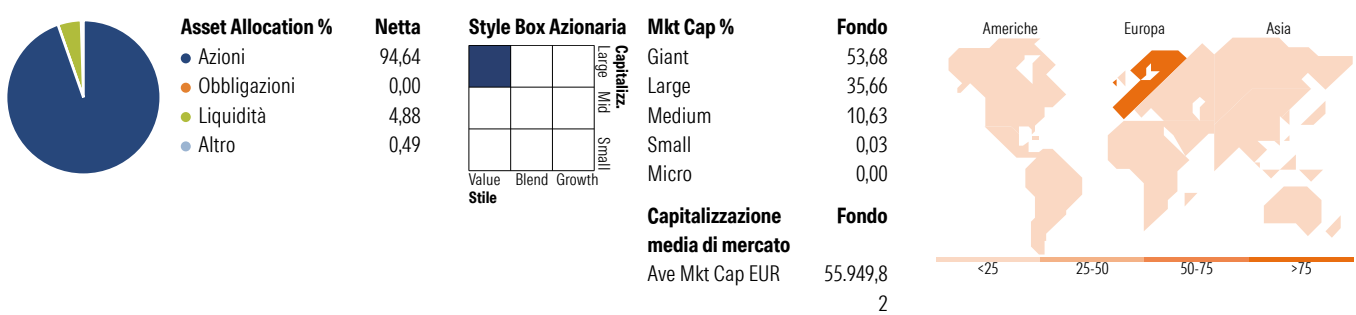 Asset Allocation % Netta
Azioni 94,64
Obbligazioni 0,00
Liquidità 4,88
Altro 0,49
Style Box Azionaria
Capitalizz.
Large Mid Small
Value Blend Growth
Stile
Mkt Cap % Fondo
Giant 53,68
Large 35,66
Medium 10,63
Small 0,03
Micro 0,00
Capitalizzazione Fondo
media di mercato
Ave Mkt Cap EUR 55.949,8
2
Americhe Europa Asia
<25 25-50 50-75 >75